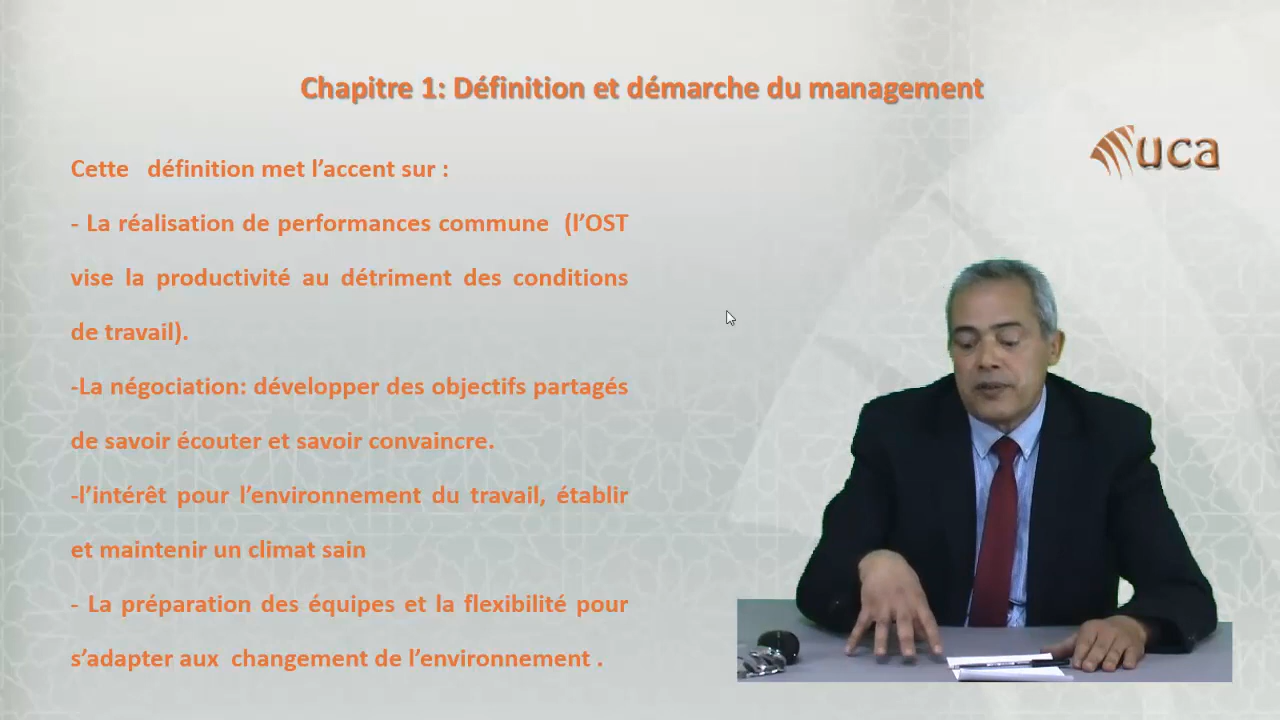 Chapitre 1: Définition et démarche du management
uca
Cette définition met l’accent sur :
- La réalisation de performances commune (l’OST
vise la productivité au détriment des conditions
de travail).
-La négociation: développer des objectifs partagés
de savoir écouter et savoir convaincre.
-l’intérêt pour l’environnement du travail, établir
et maintenir un climat sain
- La préparation des équipes et la flexibilité pour
s’adapter aux changement de l’environnement .